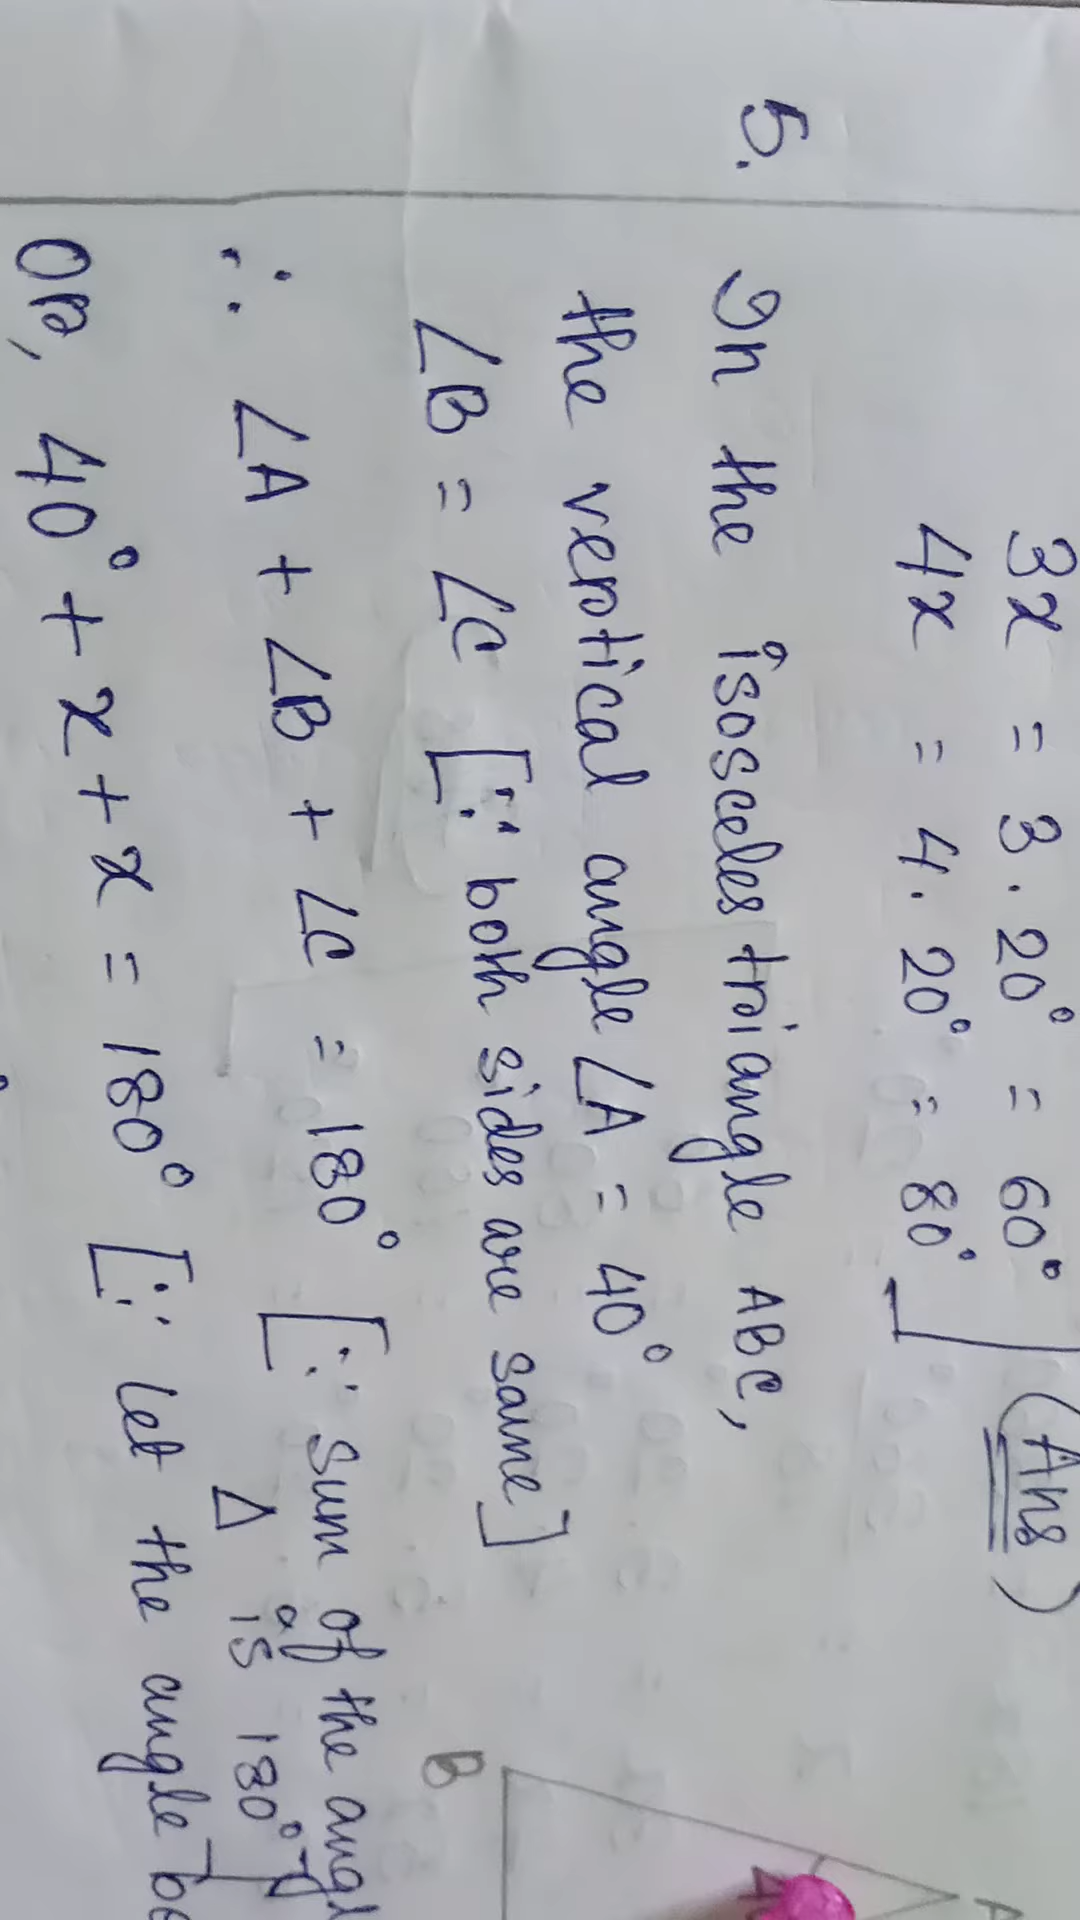 3x = 3 . 20° = 60°
4x = 4 . 20° = 80° (Ans)
5. In the isosceles triangle ABC,
the vertical angle ∠A = 40°
∠B = ∠C [∵ both sides are same]
∴ ∠A + ∠B + ∠C = 180° [∵ sum of the angl
of Δ is 180°]
OR, 40° + x + x = 180° [∵ Let the angle be
A
B